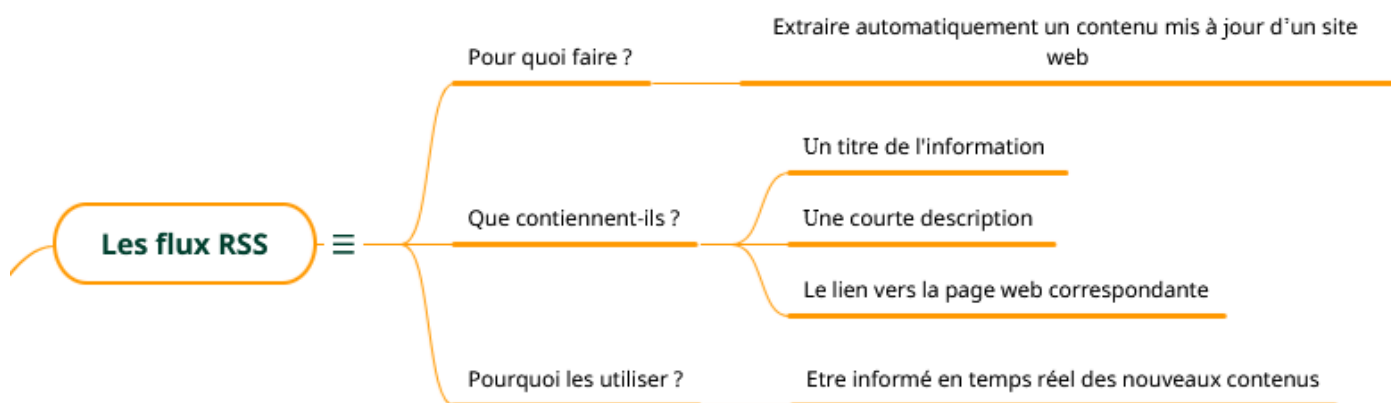 Extraire automatiquement un contenu mis à jour d'un site
web
Pour quoi faire ?
Un titre de l'information
Que contiennent-ils ?
Une courte description
Les flux RSS
Le lien vers la page web correspondante
Pourquoi les utiliser ?
Etre informé en temps réel des nouveaux contenus